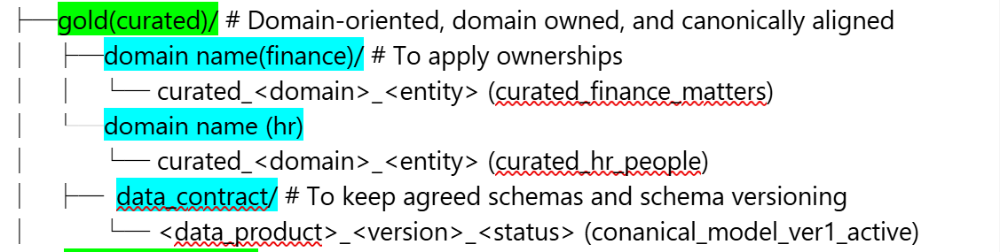 ├──gold(curated)/ # Domain-oriented, domain owned, and canonically aligned
│ ├──domain name(finance)/ # To apply ownerships
│ │ └── curated_<domain>_<entity> (curated_finance_matters)
│ └──domain name (hr)
│ └── curated_<domain>_<entity> (curated_hr_people)
│ ├── data_contract/ # To keep agreed schemas and schema versioning
│ └── <data_product>_<version>_<status> (conanical_model_ver1_active)